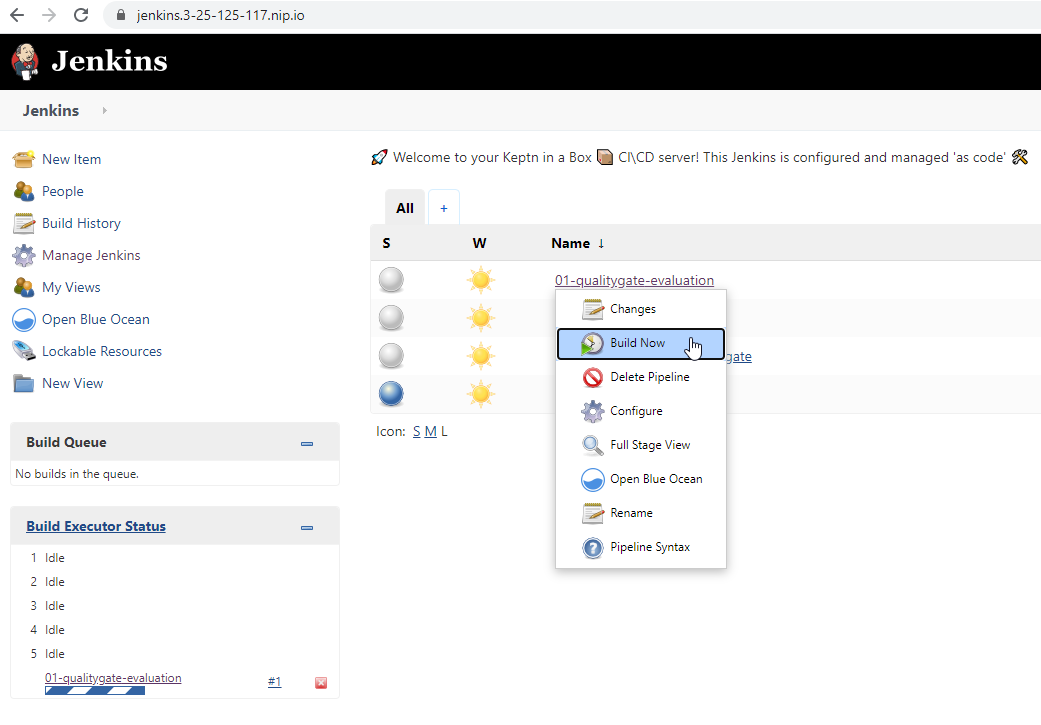 jenkins.3-25-125-117.nip.io
Jenkins
Jenkins
New Item
People
Build History
Manage Jenkins
My Views
Open Blue Ocean
Lockable Resources
New View
Build Queue
No builds in the queue.
Build Executor Status
1 Idle
2 Idle
3 Idle
4 Idle
5 Idle
01-qualitygate-evaluation #1
🚀 Welcome to your Keptn in a Box 📦 CI\CD server! This Jenkins is configured and managed 'as code' 🛠
All +
S W Name ↓
01-qualitygate-evaluation
Changes
Build Now
gate
Delete Pipeline
Configure
Icon: S M L
Full Stage View
Open Blue Ocean
Rename
Pipeline Syntax